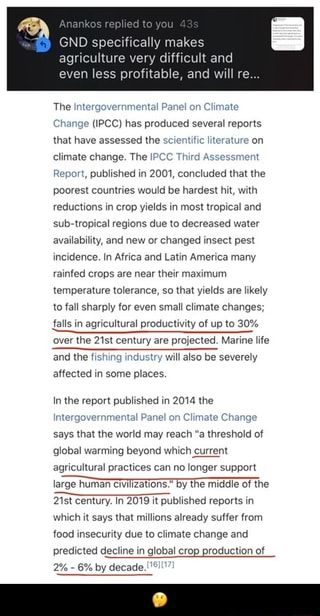 Anankos replied to you 43s
GND specifically makes
agriculture very difficult and
even less profitable, and will re...
The Intergovernmental Panel on Climate
Change (IPCC) has produced several reports
that have assessed the scientific literature on
climate change. The IPCC Third Assessment
Report, published in 2001, concluded that the
poorest countries would be hardest hit, with
reductions in crop yields in most tropical and
sub-tropical regions due to decreased water
availability, and new or changed insect pest
incidence. In Africa and Latin America many
rainfed crops are near their maximum
temperature tolerance, so that yields are likely
to fall sharply for even small climate changes;
falls in agricultural productivity of up to 30%
over the 21st century are projected. Marine life
and the fishing industry will also be severely
affected in some places.
In the report published in 2014 the
Intergovernmental Panel on Climate Change
says that the world may reach "a threshold of
global warming beyond which current
agricultural practices can no longer support
large human civilizations." by the middle of the
21st century. In 2019 it published reports in
which it says that millions already suffer from
food insecurity due to climate change and
predicted decline in global crop production of
2% - 6% by decade.[16][17]